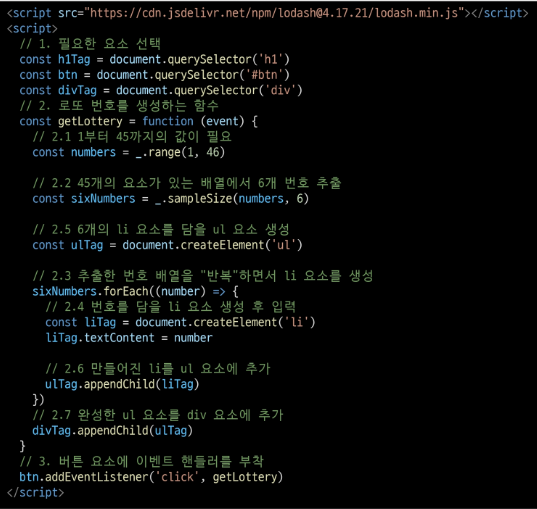 <script src="https://cdn.jsdelivr.net/npm/lodash@4.17.21/lodash.min.js"></script>
<script>
// 1. 필요한 요소 선택
const h1Tag = document.querySelector('h1')
const btn = document.querySelector('#btn')
const divTag = document.querySelector('div')
// 2. 로또 번호를 생성하는 함수
const getLottery = function (event) {
// 2.1 1부터 45까지의 값이 필요
const numbers = _.range(1, 46)
// 2.2 45개의 요소가 있는 배열에서 6개 번호 추출
const sixNumbers = _.sampleSize(numbers, 6)
// 2.5 6개의 li 요소를 담을 ul 요소 생성
const ulTag = document.createElement('ul')
// 2.3 추출한 번호 배열을 "반복"하면서 li 요소를 생성
sixNumbers.forEach((number) => {
// 2.4 번호를 담을 li 요소 생성 후 입력
const liTag = document.createElement('li')
liTag.textContent = number
// 2.6 만들어진 li를 ul 요소에 추가
ulTag.appendChild(liTag)
})
// 2.7 완성한 ul 요소를 div 요소에 추가
divTag.appendChild(ulTag)
}
// 3. 버튼 요소에 이벤트 핸들러를 부착
btn.addEventListener('click', getLottery)
</script>